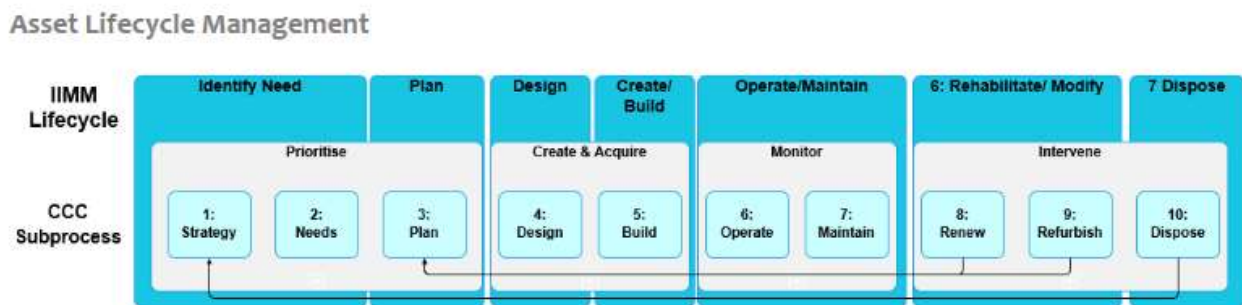 Asset Lifecycle Management
IIMM
Lifecycle
Identify Need
Plan
Design
Create/
Build
Operate/Maintain
6: Rehabilitate/ Modify
7 Dispose
Prioritise
Create & Acquire
Monitor
Intervene
CCC
Subprocess
1:
Strategy
2:
Needs
3:
Plan
4:
Design
5:
Build
6:
Operate
7:
Maintain
8:
Renew
9:
Refurbish
10:
Dispose